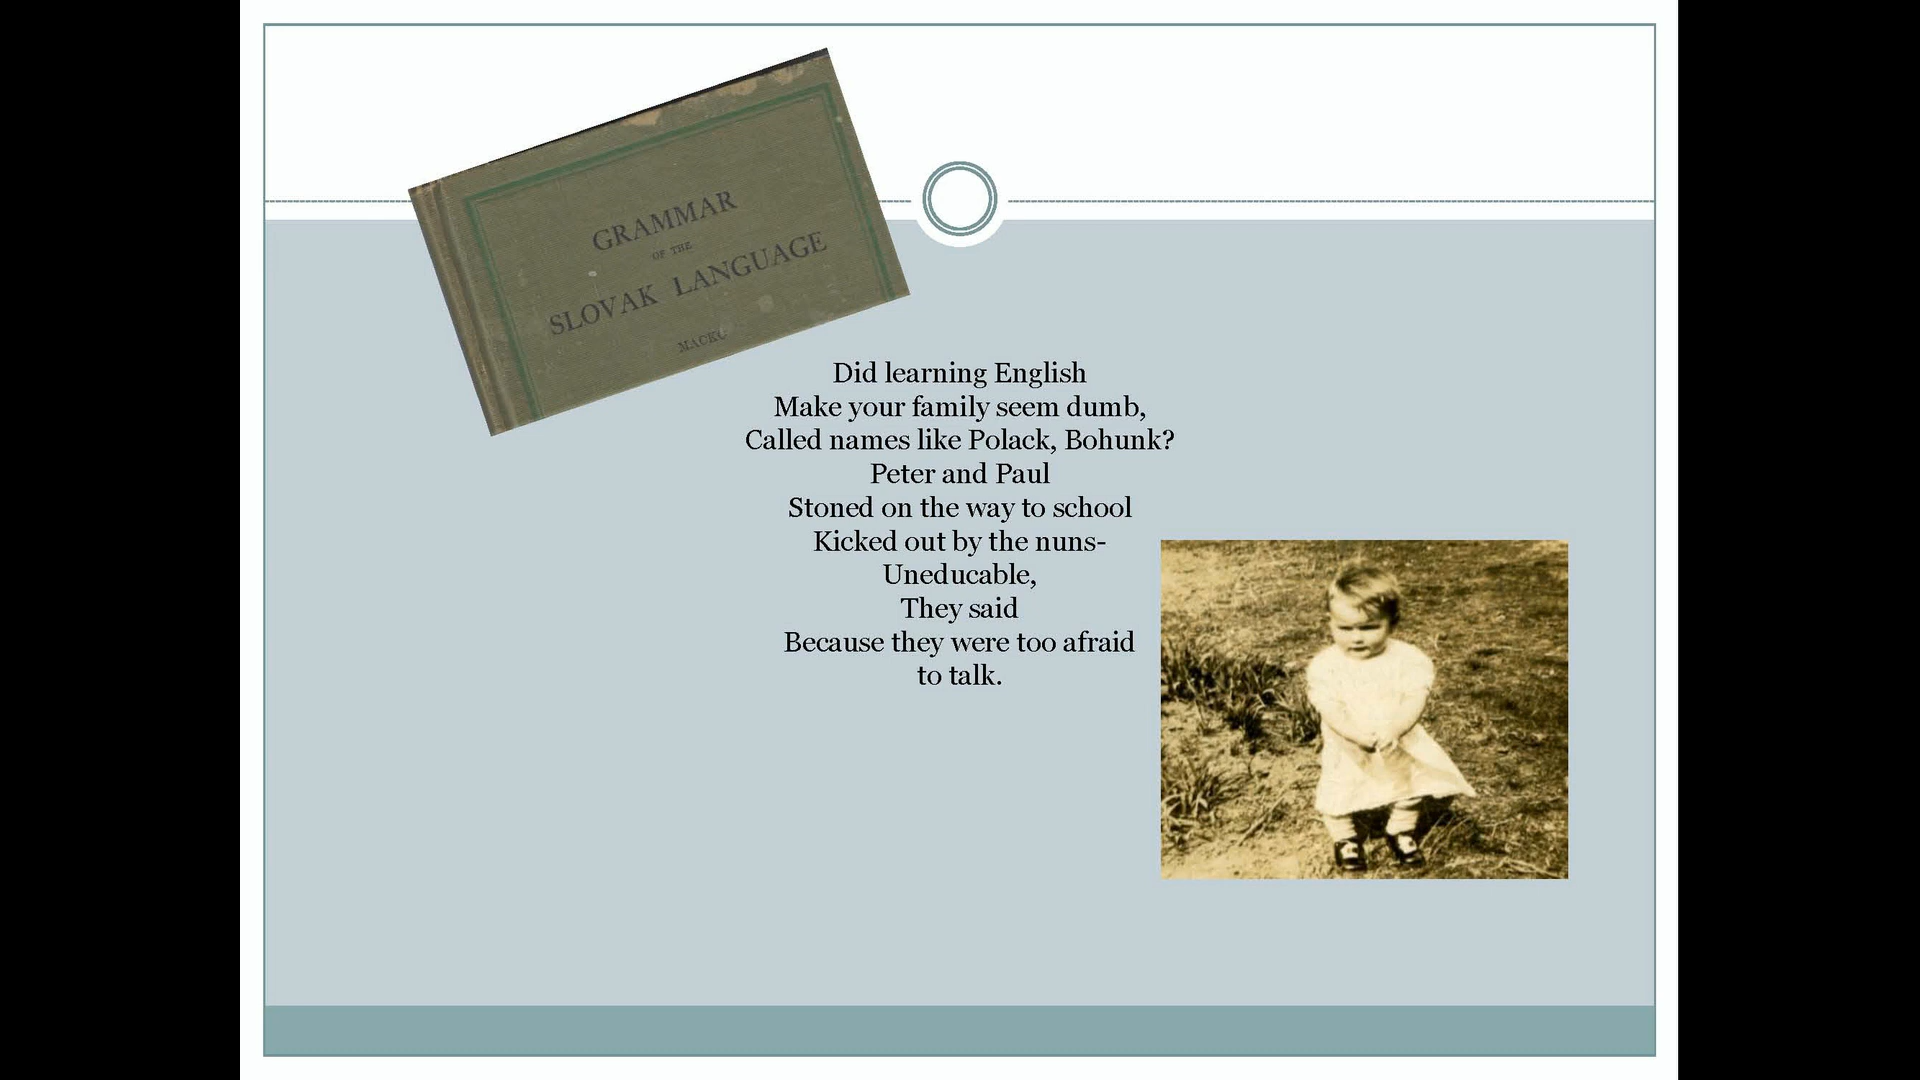 GRAMMAR
OF THE
SLOVAK LANGUAGE
Did learning English
Make your family seem dumb,
Called names like Polack, Bohunk?
Peter and Paul
Stoned on the way to school
Kicked out by the nuns-
Uneducable,
They said
Because they were too afraid
to talk.